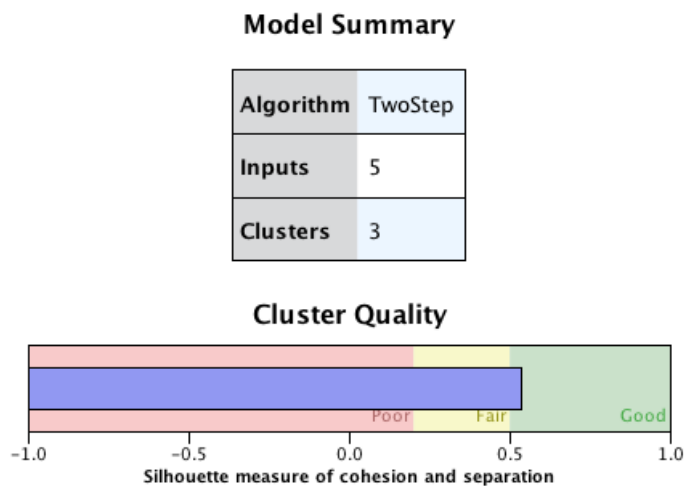 Model Summary
Algorithm TwoStep
Inputs 5
Clusters 3
Cluster Quality
Poor Fair Good
-1.0 -0.5 0.0 0.5 1.0
Silhouette measure of cohesion and separation